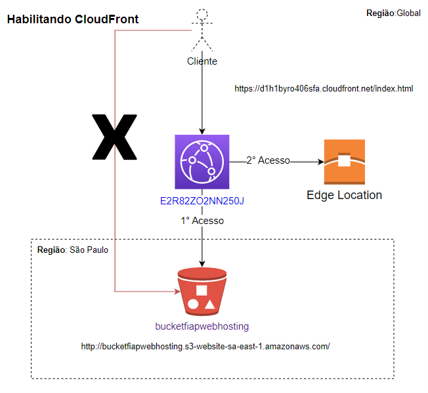 Habilitando CloudFront
Região:Global
Cliente
https://d1h1byro406sfa.cloudfront.net/index.html
2° Acesso
Edge Location
E2R82ZO2NN250J
1° Acesso
Região: São Paulo
bucketfiapwebhosting
http://bucketfiapwebhosting.s3-website-sa-east-1.amazonaws.com/